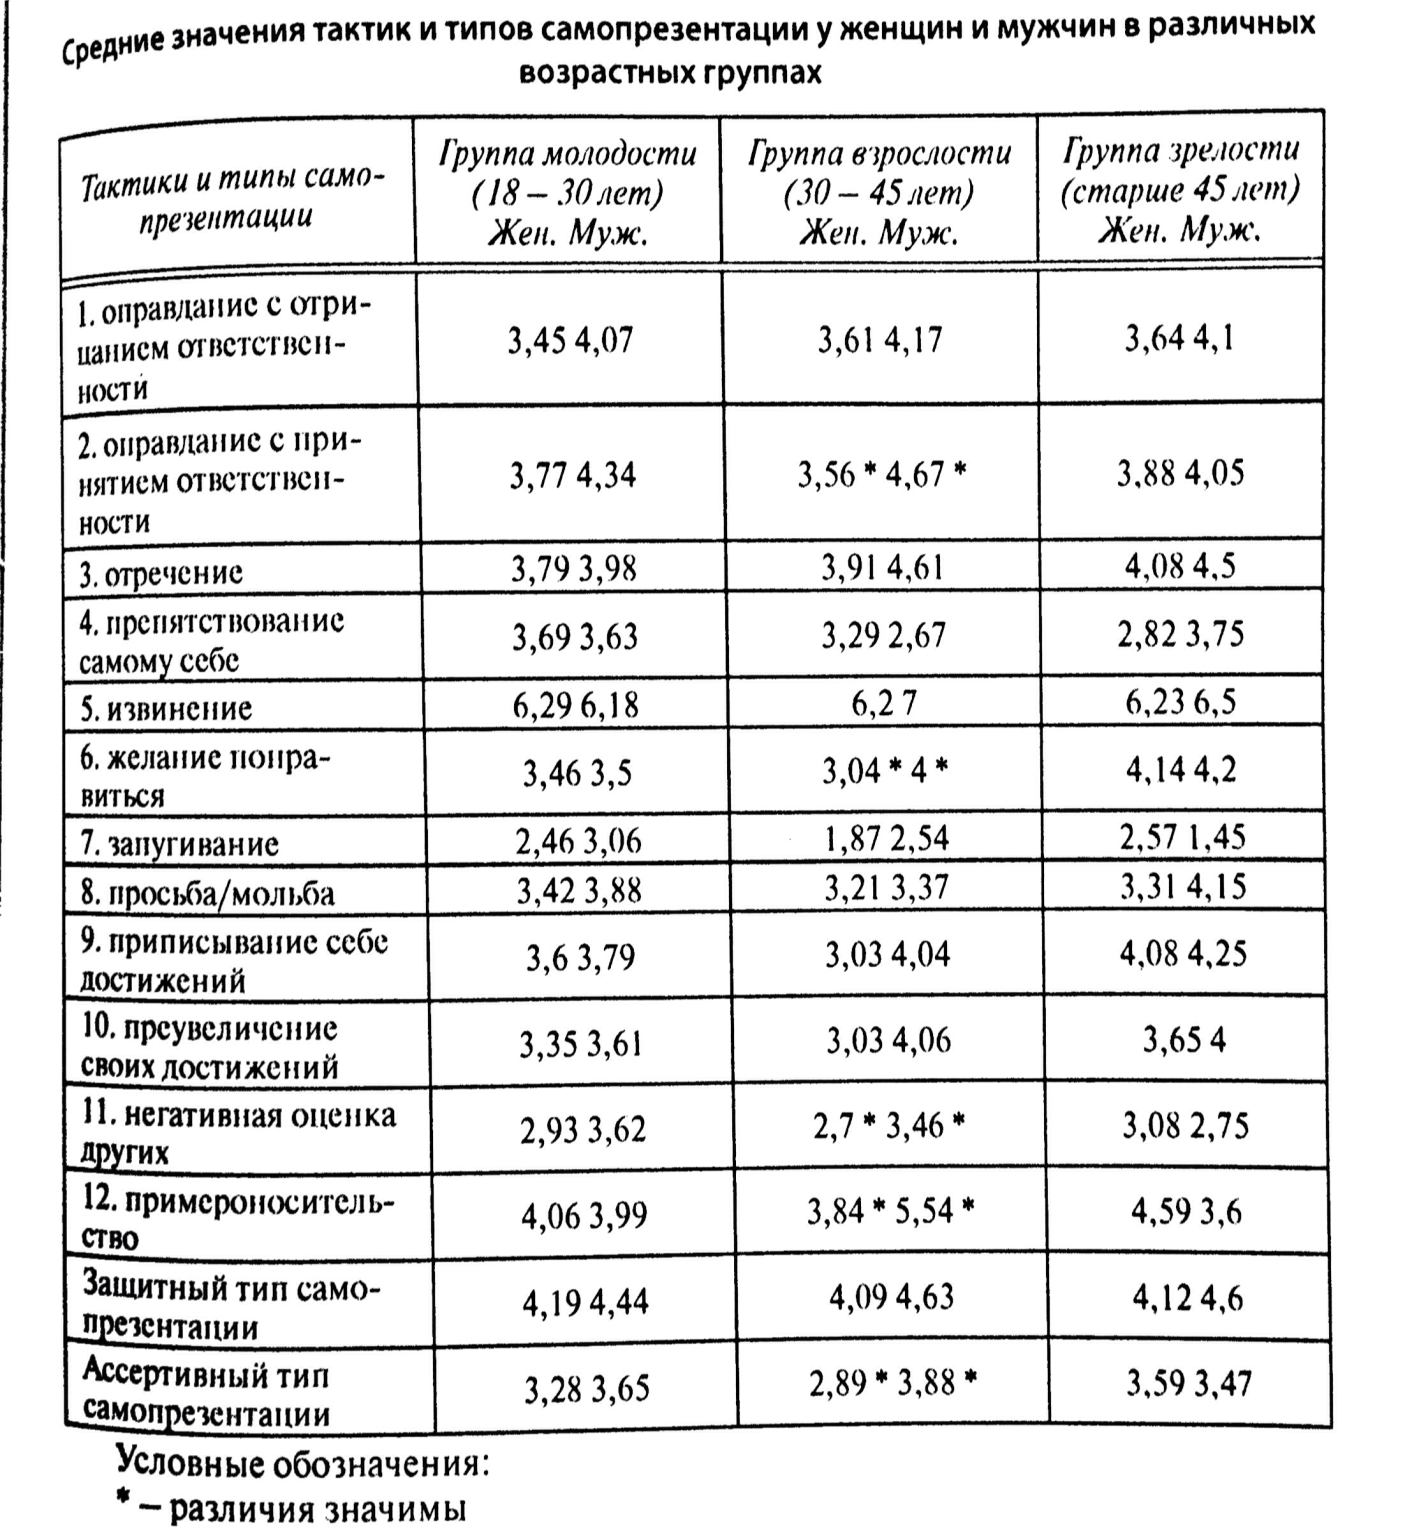 Средние значения тактик и типов самопрезентации у женщин и мужчин в различных
возрастных группах
Тактики и типы само-
презентации
Группа молодости
(18 – 30 лет)
Жен. Муж.
Группа взрослости
(30 – 45 лет)
Жен. Муж.
Группа зрелости
(старше 45 лет)
Жен. Муж.
1. оправдание с отри-
цанием ответствен-
ности
3,45 4,07
3,61 4,17
3,64 4,1
2. оправдание с при-
нятием ответствен-
ности
3,77 4,34
3,56 * 4,67 *
3,88 4,05
3. отречение
3,79 3,98
3,91 4,61
4,08 4,5
4. препятствование
самому себе
3,69 3,63
3,29 2,67
2,82 3,75
5. извинение
6,29 6,18
6,2 7
6,23 6,5
6. желание понра-
виться
3,46 3,5
3,04 * 4 *
4,14 4,2
7. запугивание
2,46 3,06
1,87 2,54
2,57 1,45
8. просьба/мольба
3,42 3,88
3,21 3,37
3,31 4,15
9. приписывание себе
достижений
3,6 3,79
3,03 4,04
4,08 4,25
10. преувеличение
своих достижений
3,35 3,61
3,03 4,06
3,65 4
11. негативная оценка
других
2,93 3,62
2,7 * 3,46 *
3,08 2,75
12. примероноситель-
ство
4,06 3,99
3,84 * 5,54 *
4,59 3,6
Защитный тип само-
презентации
4,19 4,44
4,09 4,63
4,12 4,6
Ассертивный тип
самопрезентации
3,28 3,65
2,89 * 3,88 *
3,59 3,47
Условные обозначения:
* – различия значимы